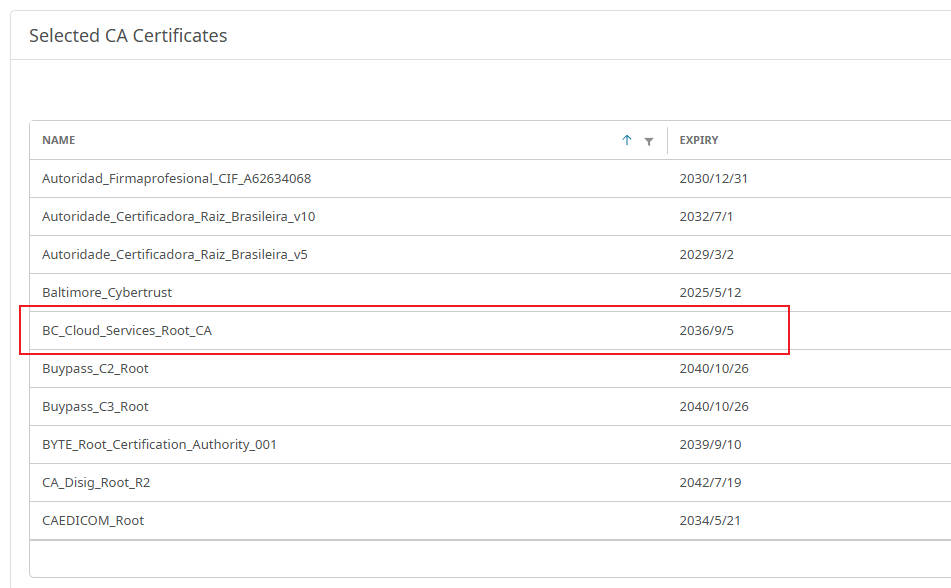 Selected CA Certificates
NAME EXPIRY
Autoridad_Firmaprofesional_CIF_A62634068 2030/12/31
Autoridade_Certificadora_Raiz_Brasileira_v10 2032/7/1
Autoridade_Certificadora_Raiz_Brasileira_v5 2029/3/2
Baltimore_Cybertrust 2025/5/12
BC_Cloud_Services_Root_CA 2036/9/5
Buypass_C2_Root 2040/10/26
Buypass_C3_Root 2040/10/26
BYTE_Root_Certification_Authority_001 2039/9/10
CA_Disig_Root_R2 2042/7/19
CAEDICOM_Root 2034/5/21